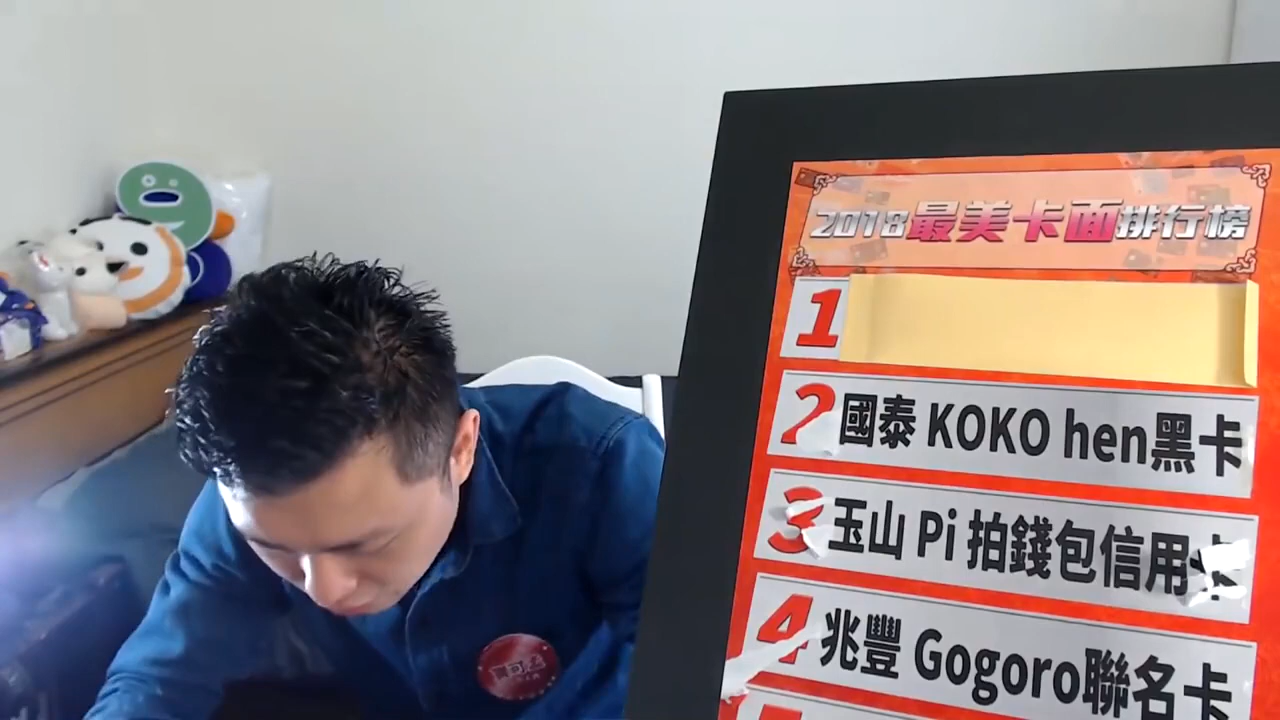 2018最美卡面排行榜
1
2 國泰 KOKO hen黑卡
3 玉山 Pi 拍錢包信用卡
4 兆豐 Gogoro聯名卡